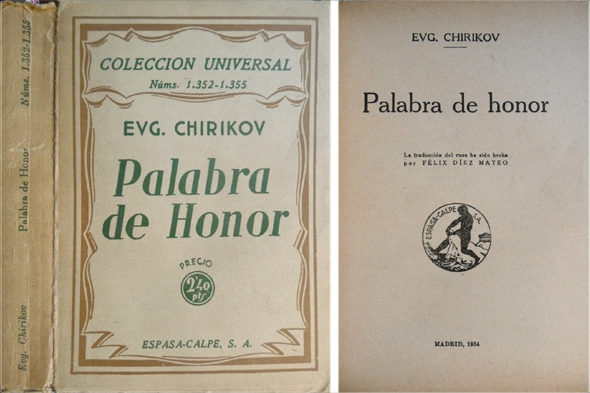 Núms. 1.352-1.355
Palabra de Honor
Evg. Chirikov
COLECCION UNIVERSAL
Núms. 1.352-1.355
EVG. CHIRIKOV
Palabra
de Honor
PRECIO
2'40
pts
ESPASA-CALPE, S. A.
EVG. CHIRIKOV
Palabra de honor
La traducción del ruso ha sido hecha
por FÉLIX DÍEZ MATEO
ESPASA-CALPE S.A.
MADRID, 1934